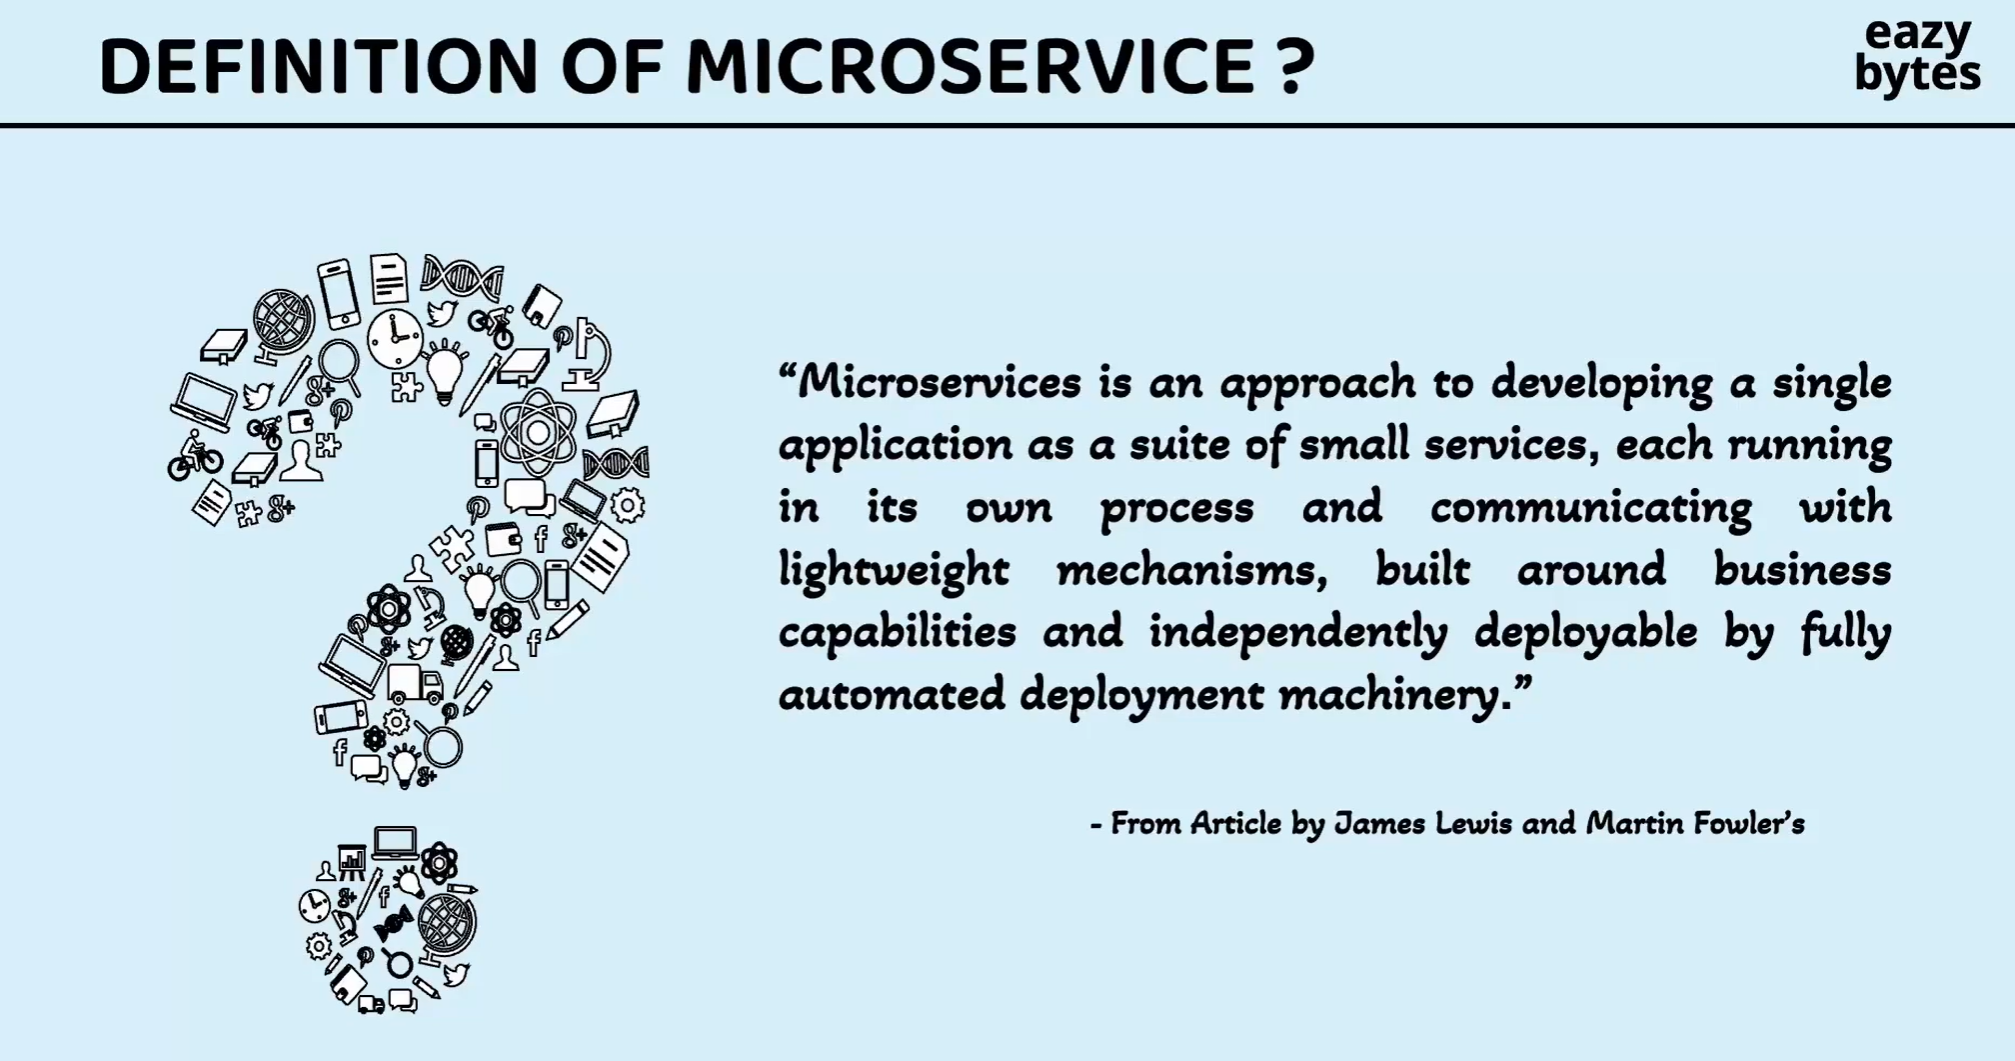 DEFINITION OF MICROSERVICE ?
eazy
bytes
“Microservices is an approach to developing a single
application as a suite of small services, each running
in its own process and communicating with
lightweight mechanisms, built around business
capabilities and independently deployable by fully
automated deployment machinery.”
- From Article by James Lewis and Martin Fowler’s